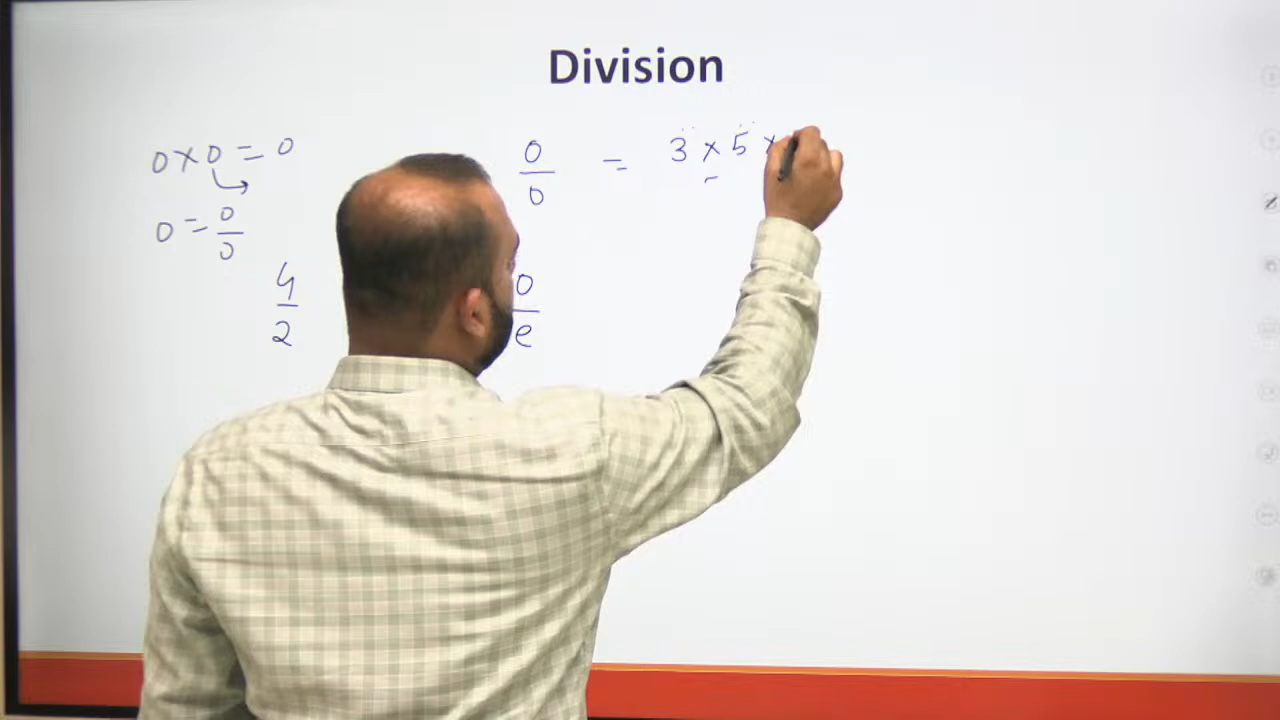 Division
0 × 0 = 0
0 = 0/0
4/2
0/0 = 3 × 5 ×
0/e